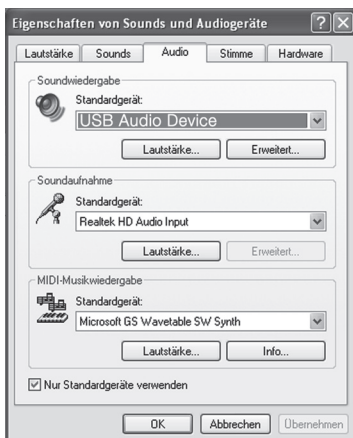 Eigenschaften von Sounds und Audiogeräte
Lautstärke Sounds Audio Stimme Hardware
Soundwiedergabe
Standardgerät:
USB Audio Device
Lautstärke... Erweitert...
Soundaufnahme
Standardgerät:
Realtek HD Audio Input
Lautstärke... Erweitert...
MIDI-Musikwiedergabe
Standardgerät:
Microsoft GS Wavetable SW Synth
Lautstärke... Info...
Nur Standardgeräte verwenden
OK Abbrechen Übernehmen